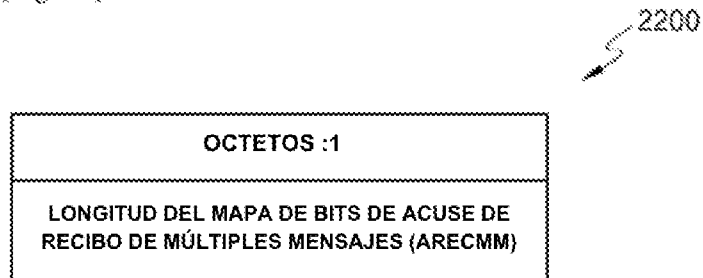 2200
OCTETOS :1
LONGITUD DEL MAPA DE BITS DE ACUSE DE
RECIBO DE MÚLTIPLES MENSAJES (ARECMM)